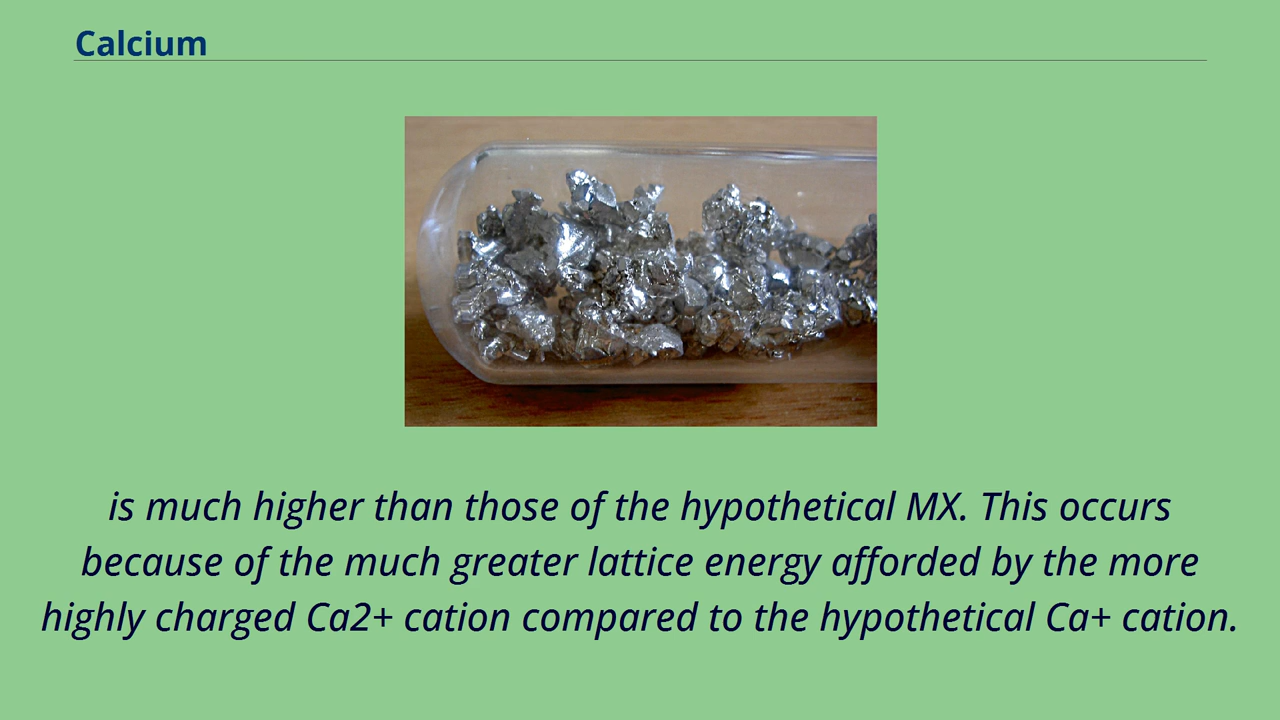 Calcium
is much higher than those of the hypothetical MX. This occurs
because of the much greater lattice energy afforded by the more
highly charged Ca2+ cation compared to the hypothetical Ca+ cation.